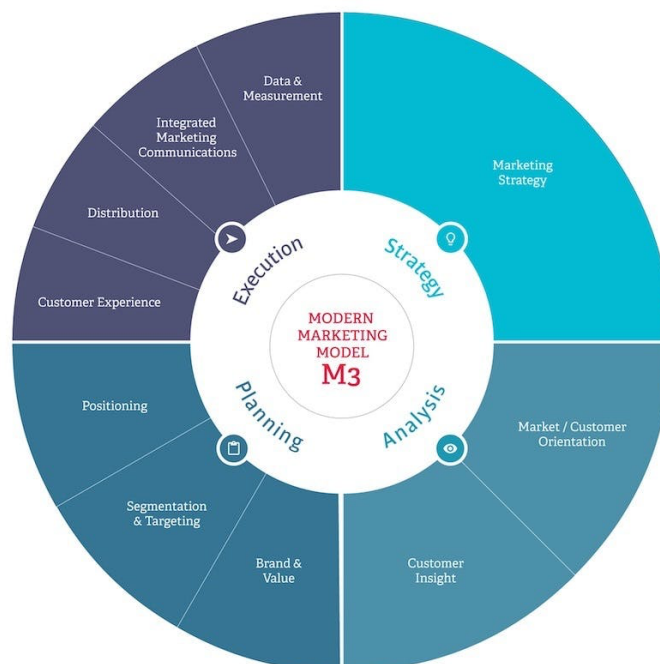 Data &
Measurement
Integrated
Marketing
Communications
Distribution
Customer Experience
Marketing
Strategy
Execution
Strategy
MODERN
MARKETING
MODEL
M3
Planning
Analysis
Positioning
Segmentation
& Targeting
Brand &
Value
Market / Customer
Orientation
Customer
Insight